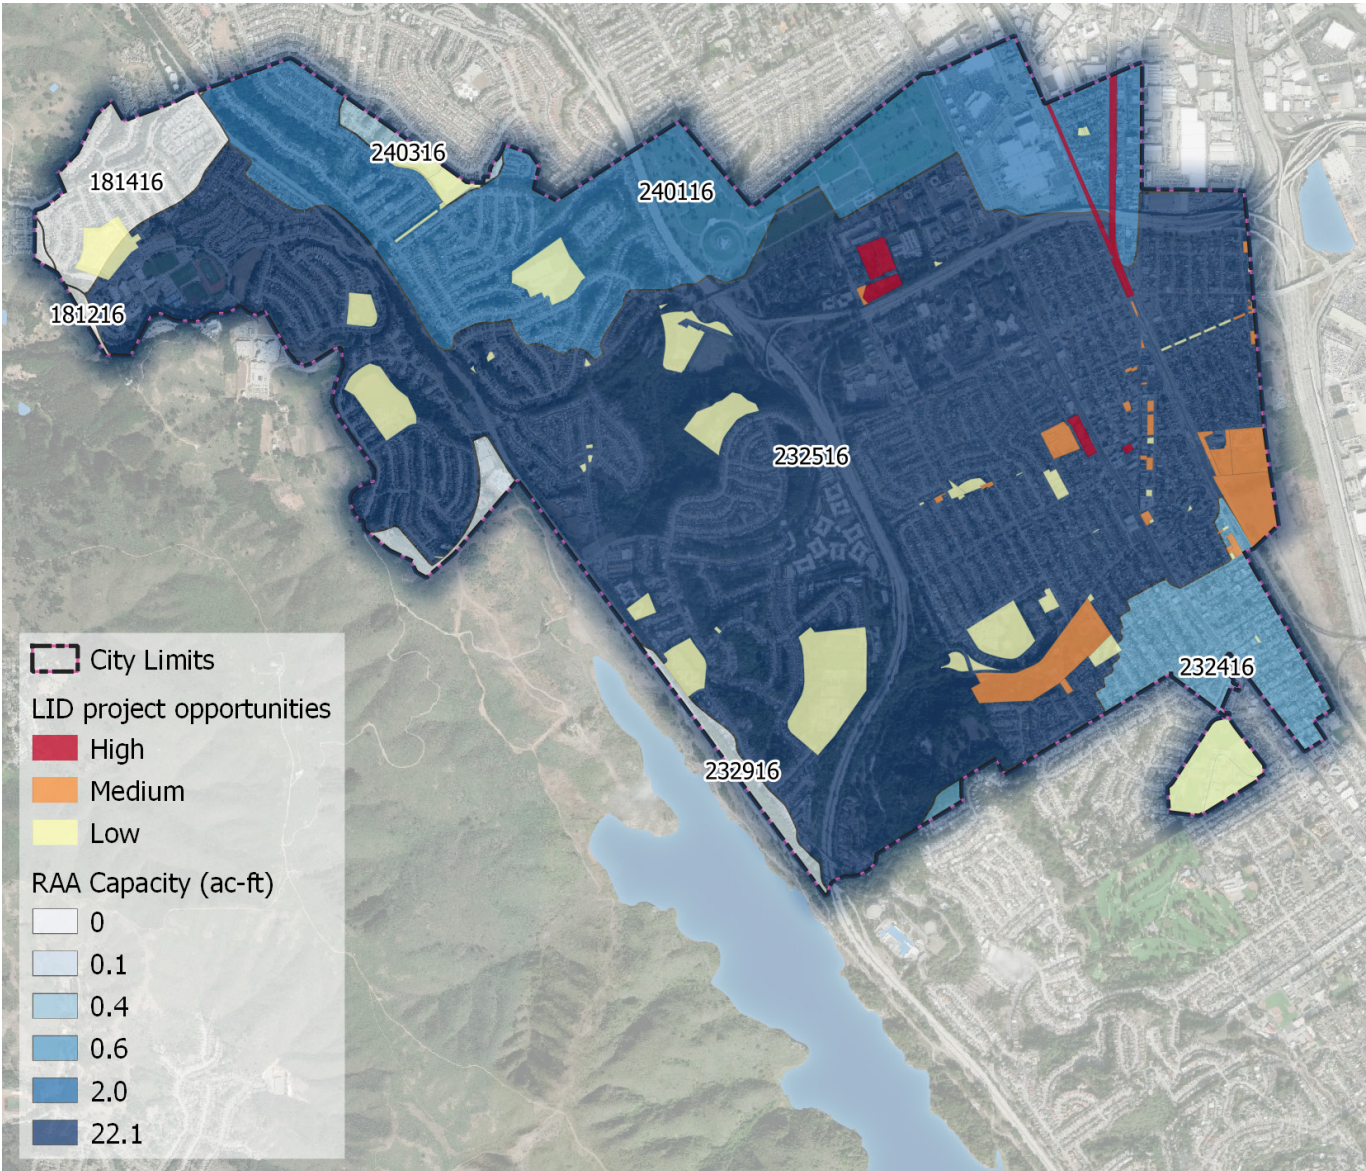 240316
181416
240116
181216
232516
232416
232916
City Limits
LID project opportunities
High
Medium
Low
RAA Capacity (ac-ft)
0
0.1
0.4
0.6
2.0
22.1